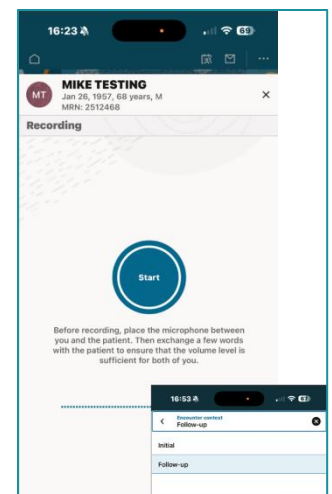 16:23
69
MT
MIKE TESTING
Jan 26, 1957, 68 years, M
MRN: 2512468
Recording
Start
Before recording, place the microphone between
you and the patient. Then exchange a few words
with the patient to ensure that the volume level is
sufficient for both of you.
16:53
63
Encounter context
Follow-up
Initial
Follow-up